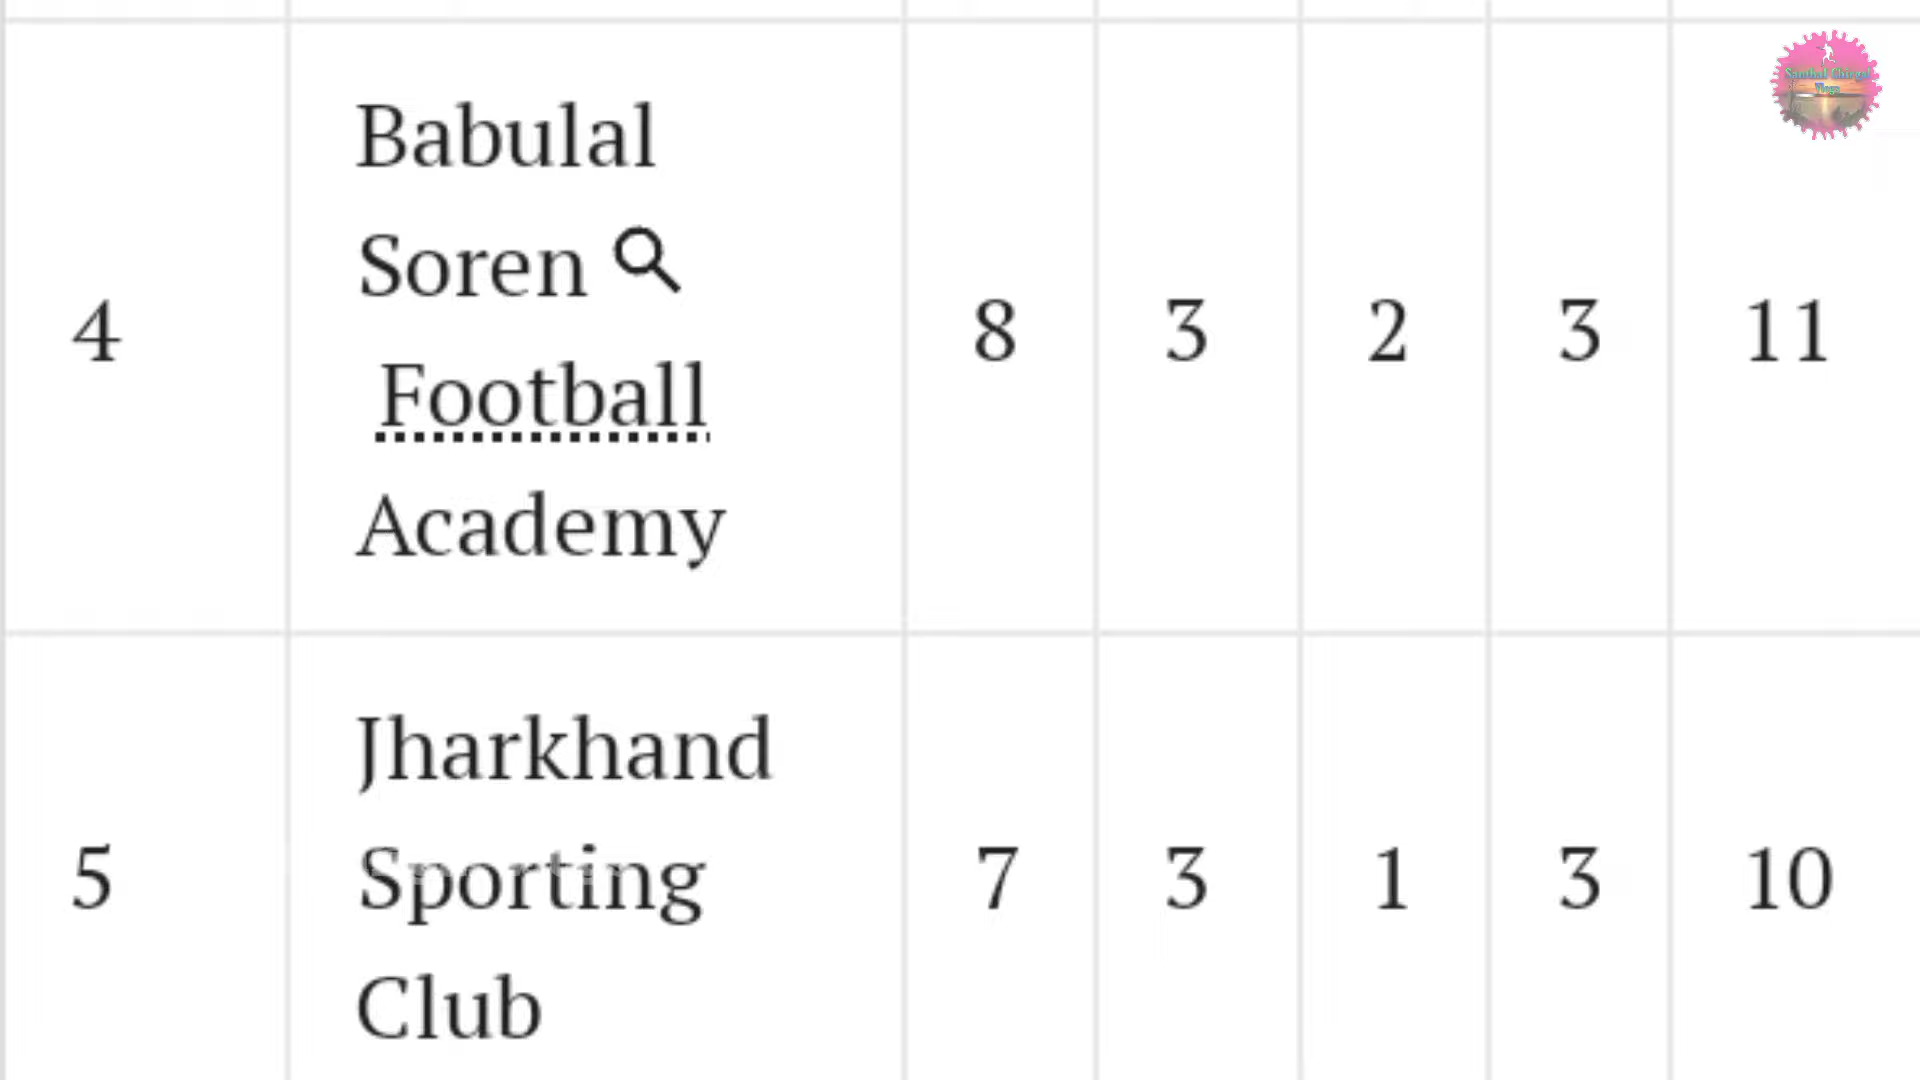 4
Babulal
Soren
Football
Academy
8 3 2 3 11
5
Jharkhand
Sporting
Club
7 3 1 3 10